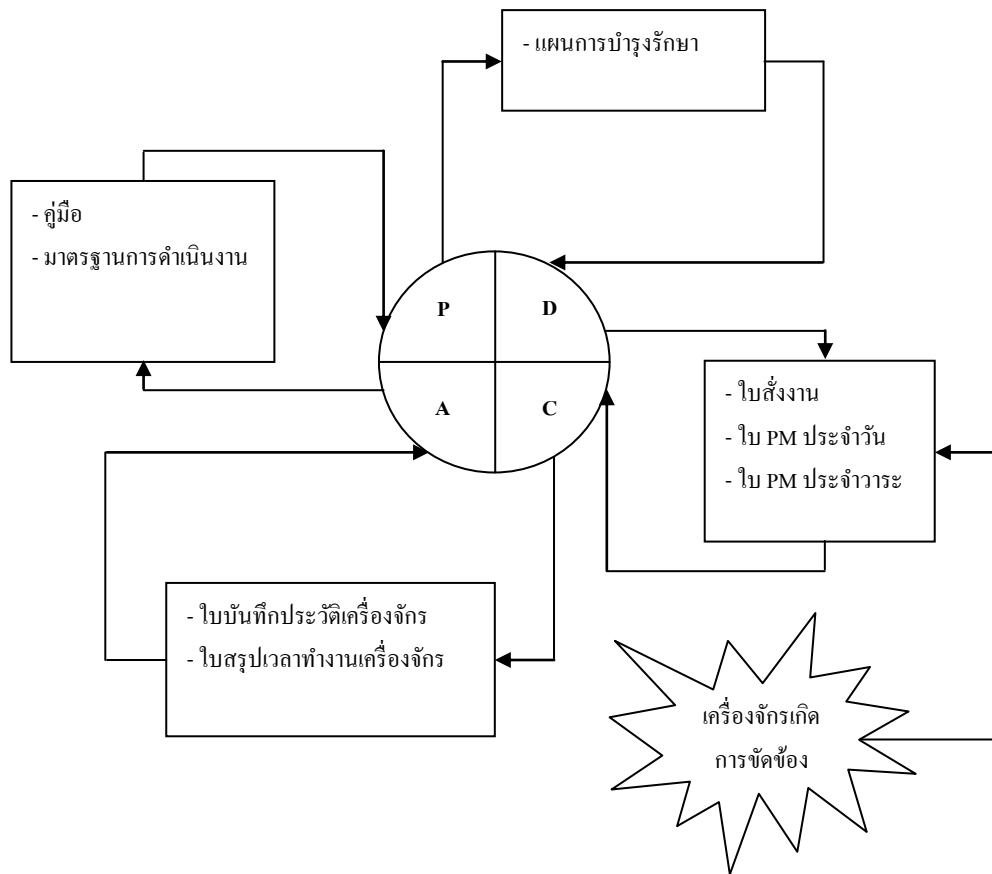 - แผนการบำรุงรักษา
- คู่มือ
- มาตรฐานการดำเนินงาน
P
D
A
C
- ใบสั่งงาน
- ใบ PM ประจำวัน
- ใบ PM ประจำวาระ
- ใบบันทึกประวัติเครื่องจักร
- ใบสรุปเวลาทำงานเครื่องจักร
เครื่องจักรเกิด
การขัดข้อง